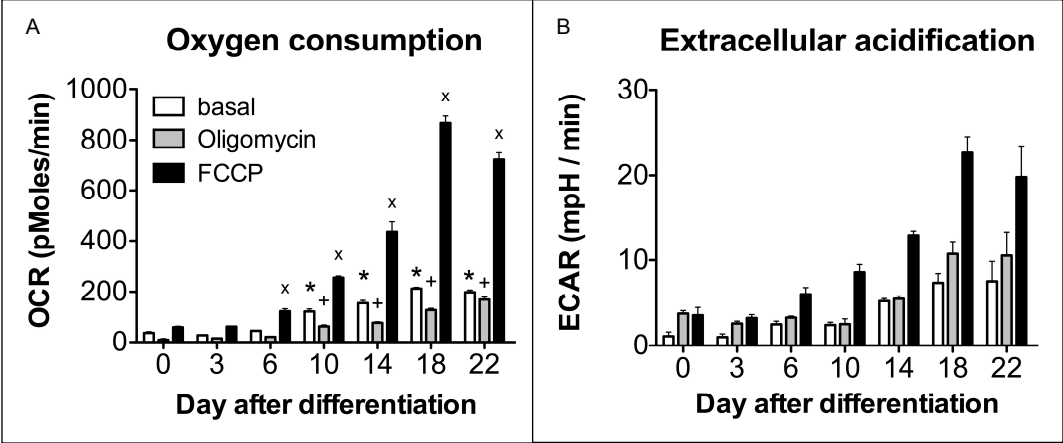 A
Oxygen consumption
OCR (pMoles/min)
1000
800
600
400
200
0
basal
Oligomycin
FCCP
x
x
x
x
x
*
+
*
+
*
+
*
+
0 3 6 10 14 18 22
Day after differentiation
B
Extracellular acidification
ECAR (mpH / min)
30
20
10
0
0 3 6 10 14 18 22
Day after differentiation